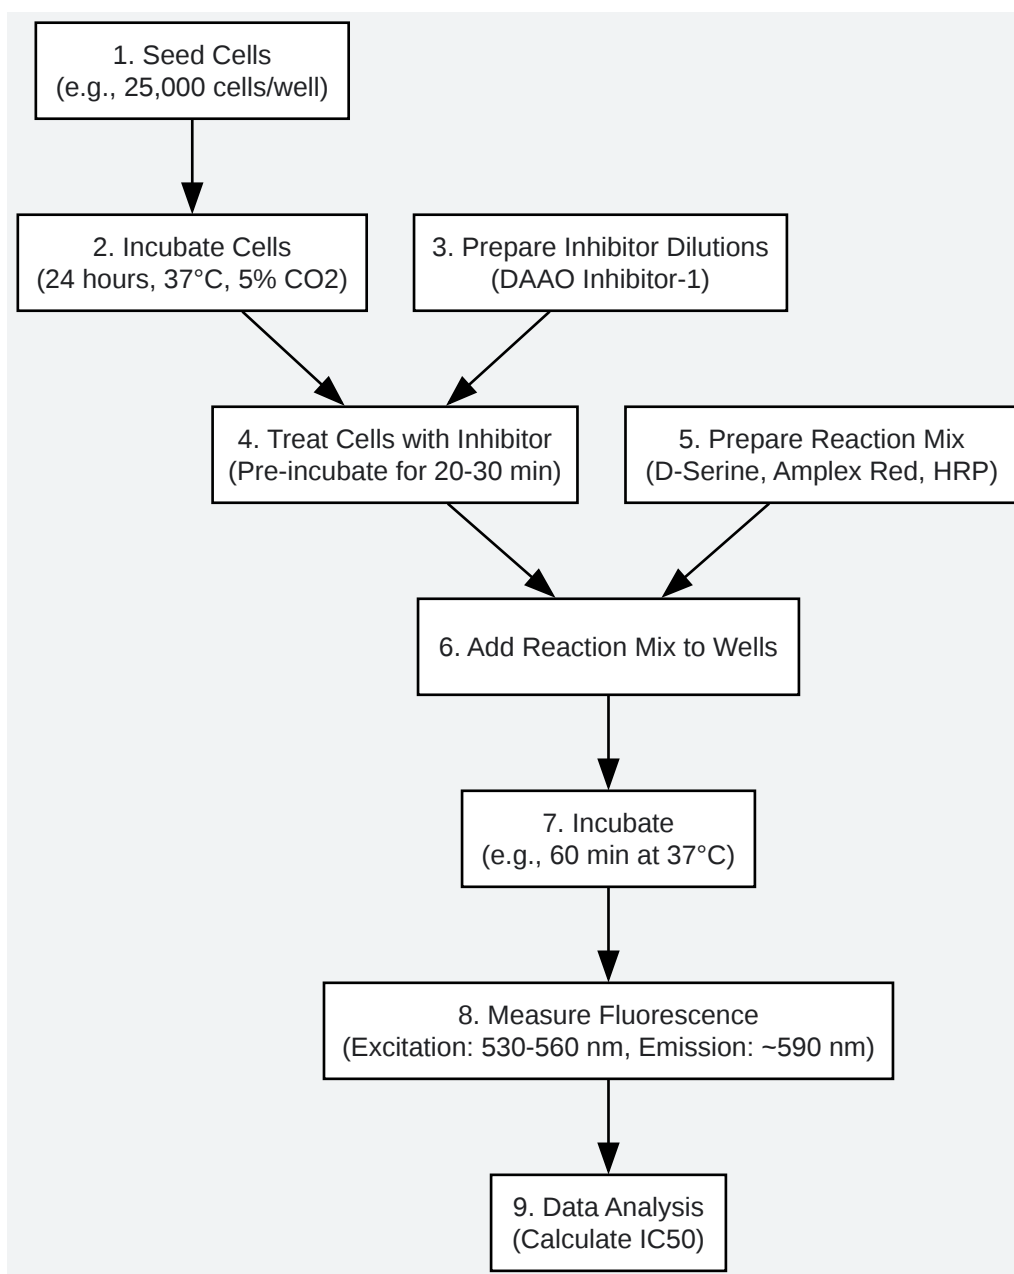 1. Seed Cells
(e.g., 25,000 cells/well)
2. Incubate Cells
(24 hours, 37°C, 5% CO2)
3. Prepare Inhibitor Dilutions
(DAAO Inhibitor-1)
4. Treat Cells with Inhibitor
(Pre-incubate for 20-30 min)
5. Prepare Reaction Mix
(D-Serine, Amplex Red, HRP)
6. Add Reaction Mix to Wells
7. Incubate
(e.g., 60 min at 37°C)
8. Measure Fluorescence
(Excitation: 530-560 nm, Emission: ~590 nm)
9. Data Analysis
(Calculate IC50)